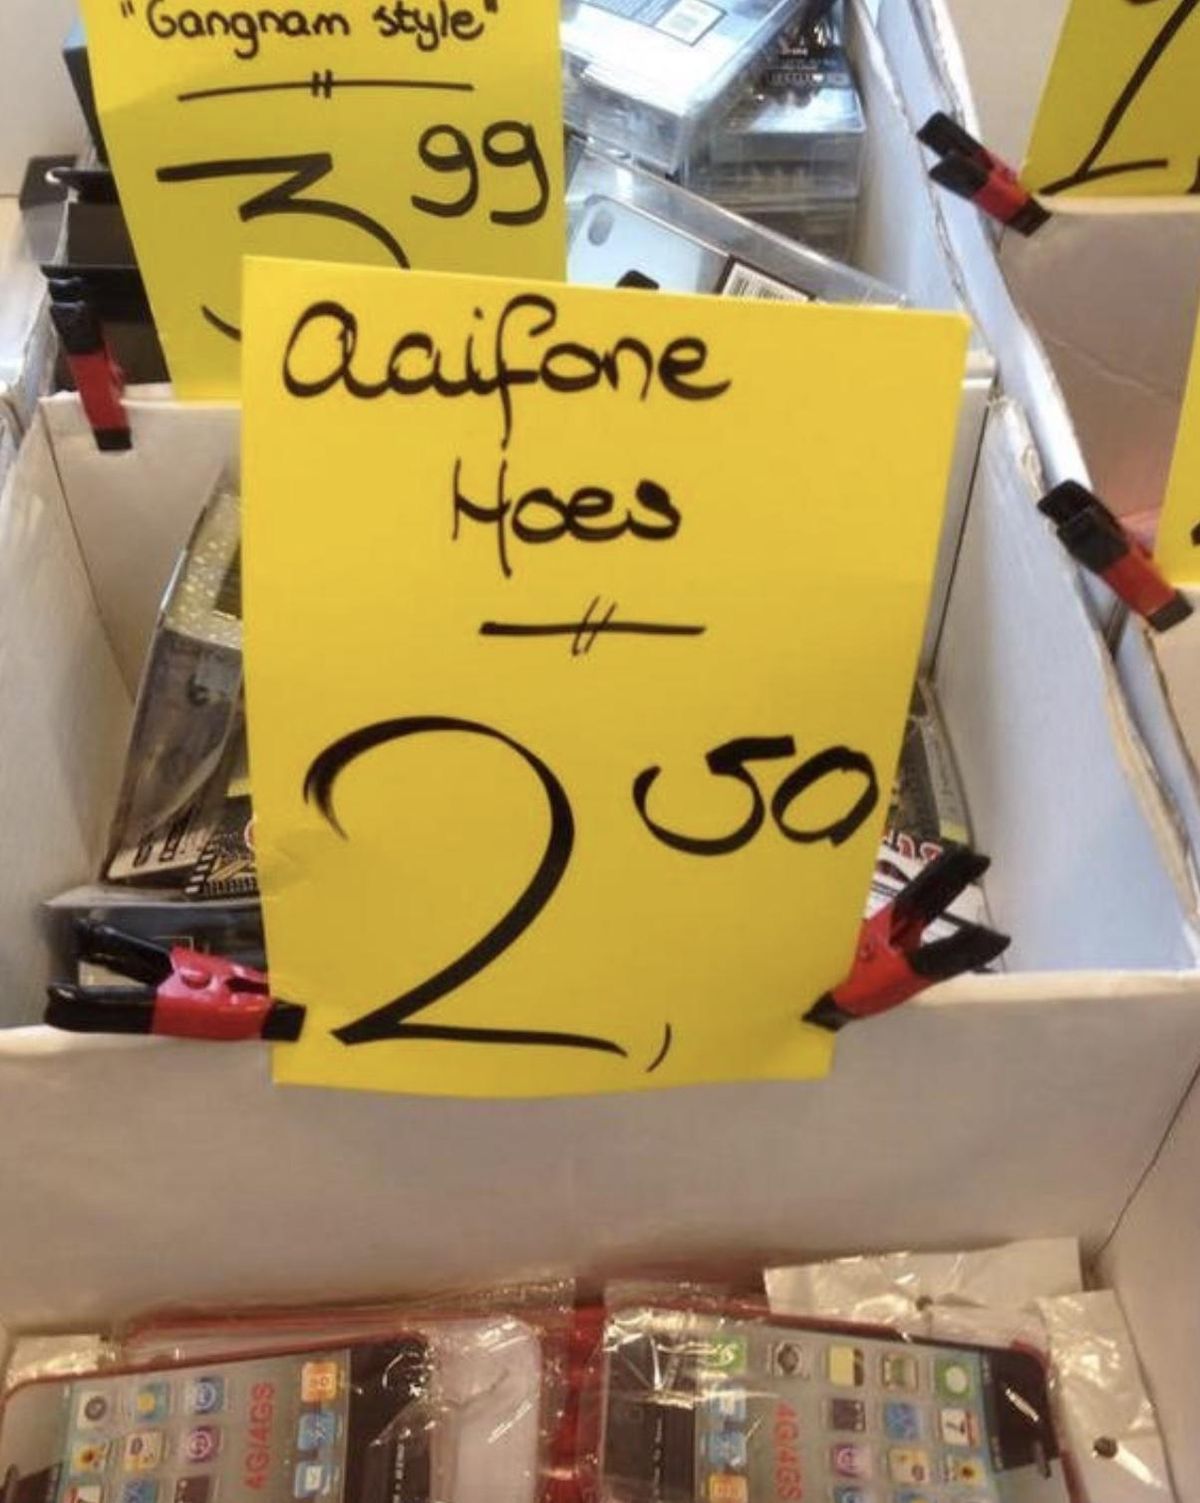 "Gangnam style"
3 99
Aaifone
Hoes
2,50
4G/4GS
4G/4GS